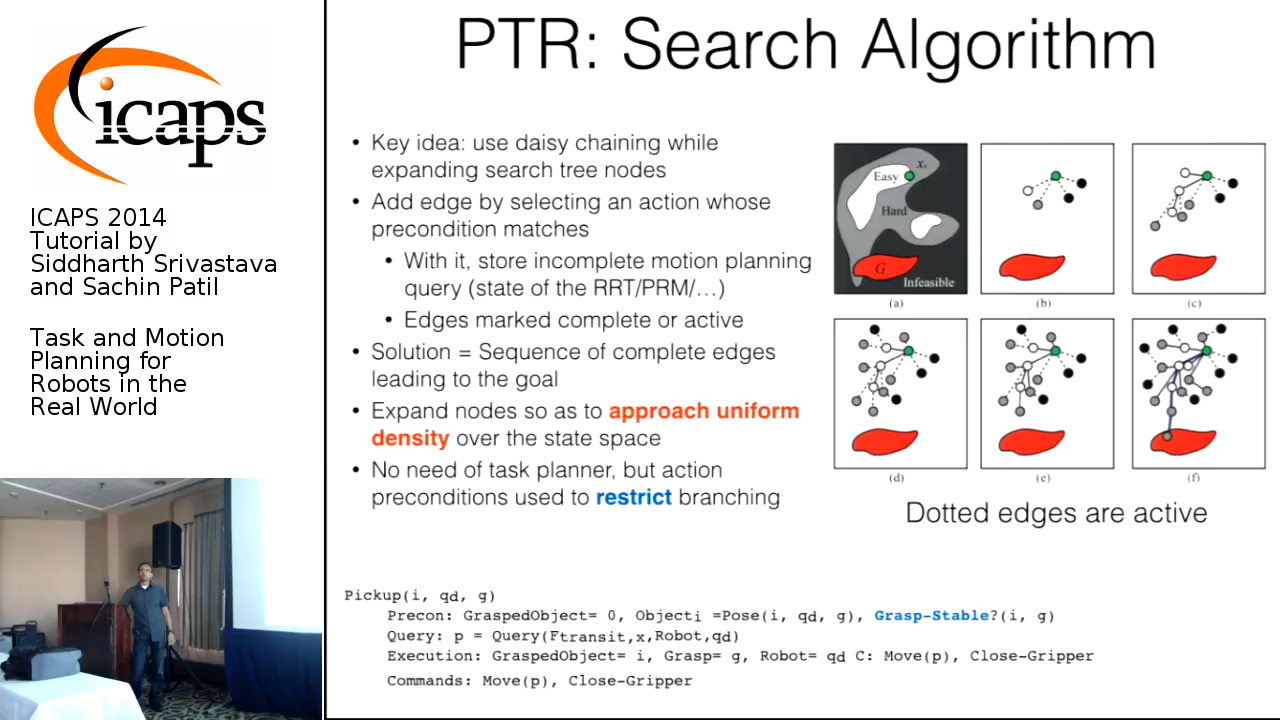 icaps
ICAPS 2014
Tutorial by
Siddharth Srivastava
and Sachin Patil
Task and Motion
Planning for
Robots in the
Real World
PTR: Search Algorithm
• Key idea: use daisy chaining while
expanding search tree nodes
• Add edge by selecting an action whose
precondition matches
• With it, store incomplete motion planning
query (state of the RRT/PRM/…)
• Edges marked complete or active
• Solution = Sequence of complete edges
leading to the goal
• Expand nodes so as to approach uniform
density over the state space
• No need of task planner, but action
preconditions used to restrict branching
Easy
Hard
G
Infeasible
(a)
(b)
(c)
(d)
(e)
(f)
Dotted edges are active
Pickup(i, qd, g)
Precon: GraspedObject= 0, Objecti =Pose(i, qd, g), Grasp-Stable?(i, g)
Query: p = Query(Ftransit,x,Robot,qd)
Execution: GraspedObject= i, Grasp= g, Robot= qd C: Move(p), Close-Gripper
Commands: Move(p), Close-Gripper